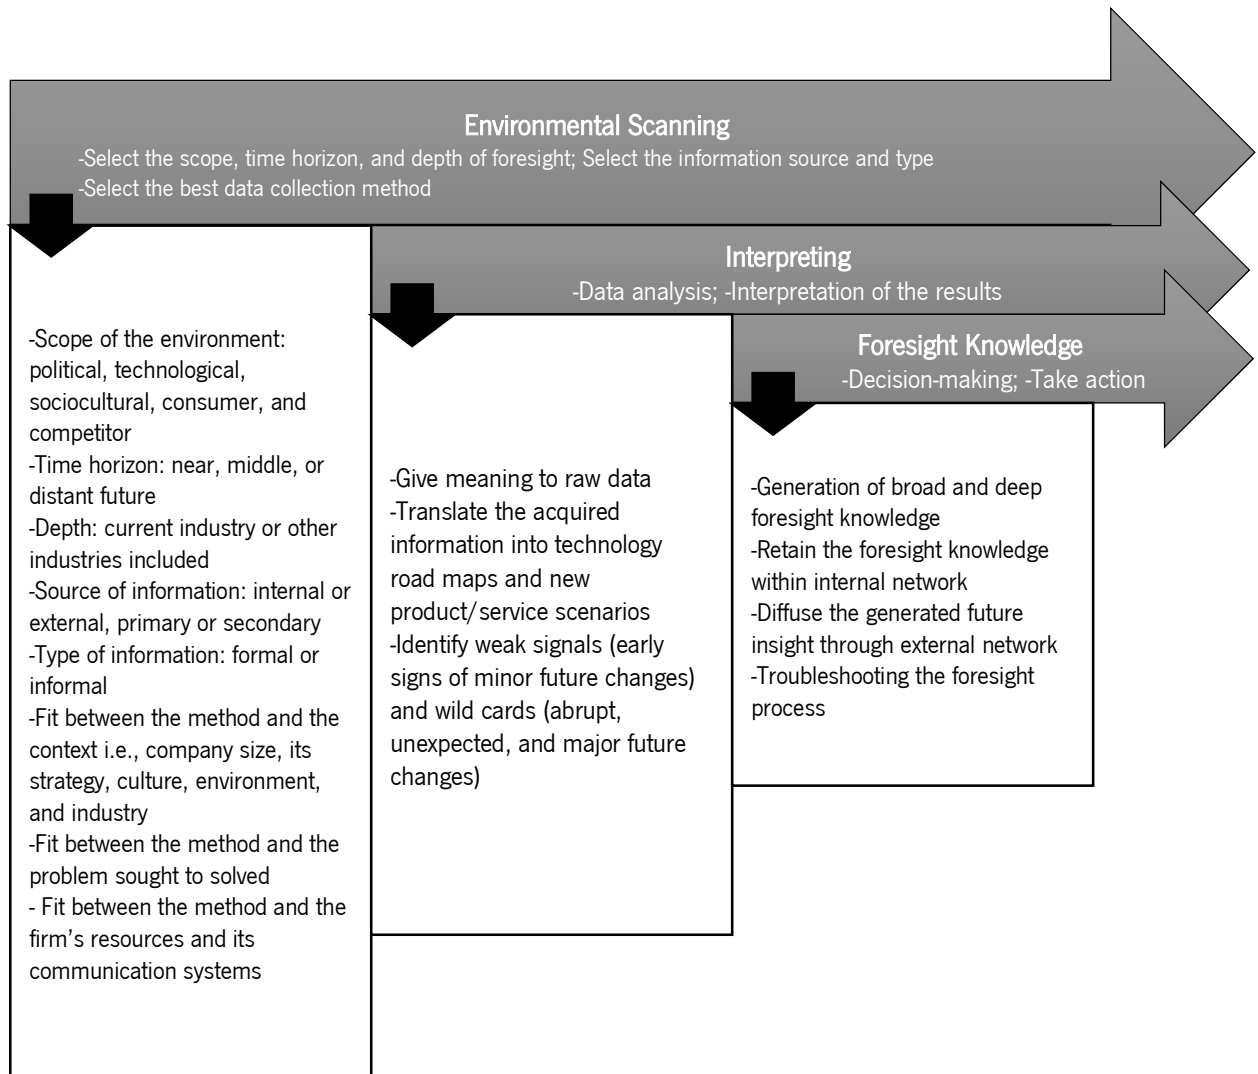 Environmental Scanning
-Select the scope, time horizon, and depth of foresight; Select the information source and type
-Select the best data collection method
Interpreting
-Data analysis; -Interpretation of the results
Foresight Knowledge
-Decision-making; -Take action
-Scope of the environment:
political, technological,
sociocultural, consumer, and
competitor
-Time horizon: near, middle, or
distant future
-Depth: current industry or other
industries included
-Source of information: internal or
external, primary or secondary
-Type of information: formal or
informal
-Fit between the method and the
context i.e., company size, its
strategy, culture, environment,
and industry
-Fit between the method and the
problem sought to solved
- Fit between the method and the
firm’s resources and its
communication systems
-Give meaning to raw data
-Translate the acquired
information into technology
road maps and new
product/service scenarios
-Identify weak signals (early
signs of minor future changes)
and wild cards (abrupt,
unexpected, and major future
changes)
-Generation of broad and deep
foresight knowledge
-Retain the foresight knowledge
within internal network
-Diffuse the generated future
insight through external network
-Troubleshooting the foresight
process